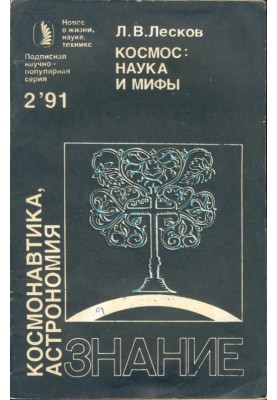 Новое
в жизни,
науке,
технике
Подписная
научно-
популярная
серия
2'91
Л.В.Лесков
КОСМОС:
НАУКА
И МИФЫ
КОСМОНАВТИКА,
АСТРОНОМИЯ
ЗНАНИЕ